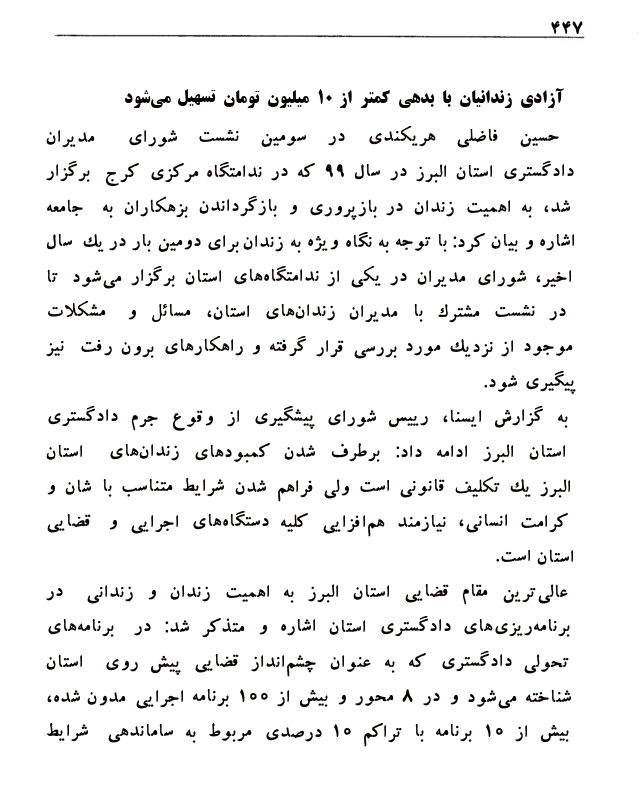 ۴۴۷
آزادی زندانیان با بدهی کمتر از ۱۰ میلیون تومان تسهیل می‌شود
حسین فاضلی هریکندی در سومین نشست شورای مدیران
دادگستری استان البرز در سال ۹۹ که در ندامتگاه مرکزی کرج برگزار
شد، به اهمیت زندان در بازپروری و بازگرداندن بزهکاران به جامعه
اشاره و بیان کرد: با توجه به نگاه ویژه به زندان برای دومین بار در یك سال
اخیر، شورای مدیران در یکی از ندامتگاه‌های استان برگزار می‌شود تا
در نشست مشترك با مدیران زندان‌های استان، مسائل و مشکلات
موجود از نزدیك مورد بررسی قرار گرفته و راهکارهای برون رفت نیز
پیگیری شود.
به گزارش ایسنا، رییس شورای پیشگیری از وقوع جرم دادگستری
استان البرز ادامه داد: برطرف شدن کمبودهای زندان‌های استان
البرز یك تکلیف قانونی است ولی فراهم شدن شرایط متناسب با شان و
کرامت انسانی، نیازمند هم‌افزایی کلیه دستگاه‌های اجرایی و قضایی
استان است.
عالی‌ترین مقام قضایی استان البرز به اهمیت زندان و زندانی در
برنامه‌ریزی‌های دادگستری استان اشاره و متذکر شد: در برنامه‌های
تحولی دادگستری که به عنوان چشم‌انداز قضایی پیش روی استان
شناخته می‌شود و در ۸ محور و بیش از ۱۰۰ برنامه اجرایی مدون شده،
بیش از ۱۰ برنامه با تراکم ۱۰ درصدی مربوط به ساماندهی شرایط